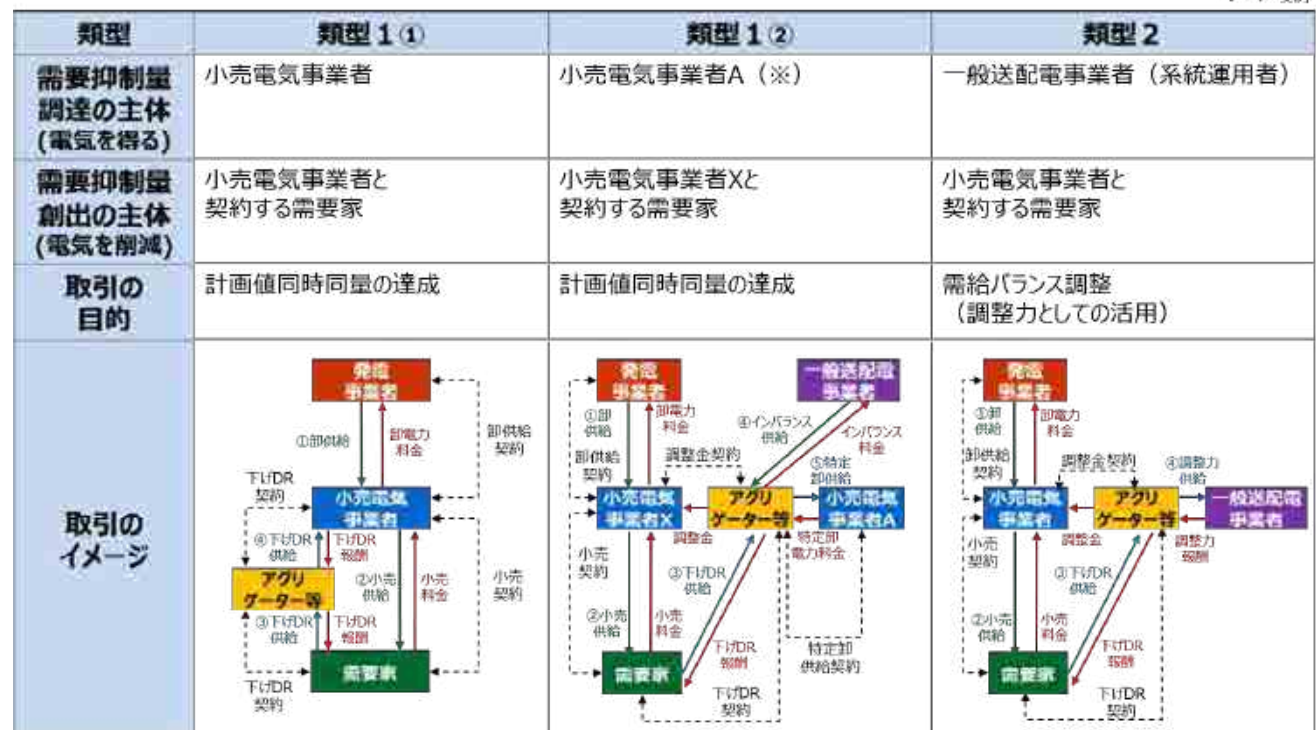 契約
類型
類型1①
類型1②
類型2
需要抑制量
調達の主体
(電気を得る)
小売電気事業者
小売電気事業者A（※）
一般送配電事業者（系統運用者）
需要抑制量
創出の主体
(電気を削減)
小売電気事業者と
契約する需要家
小売電気事業者Xと
契約する需要家
小売電気事業者と
契約する需要家
取引の
目的
計画値同時同量の達成
計画値同時同量の達成
需給バランス調整
（調整力としての活用）
取引の
イメージ
発電
事業者
①卸供給
卸電力
料金
卸供給
契約
下げDR
契約
小売電気
事業者
④下げDR
供給
下げDR
報酬
アグリ
ゲーター等
②小売
供給
小売
料金
小売
契約
③下げDR
供給
下げDR
報酬
需要家
下げDR
契約
発電
事業者
一般送配電
事業者
①卸
供給
卸電力
料金
④インバランス
供給
インバランス
料金
卸供給
契約
調整金契約
⑤特定
卸供給
小売電気
事業者X
アグリ
ゲーター等
小売電気
事業者A
調整金
特定卸
電力料金
小売
契約
③下げDR
供給
②小売
供給
小売
料金
下げDR
報酬
特定卸
供給契約
需要家
下げDR
契約
発電
事業者
①卸
供給
卸電力
料金
卸供給
契約
調整金契約
④調整力
供給
小売電気
事業者
アグリ
ゲーター等
一般送配電
事業者
調整金
調整力
報酬
小売
契約
③下げDR
供給
②小売
供給
小売
料金
下げDR
報酬
需要家
下げDR
契約